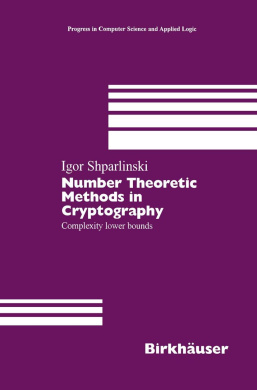 Progress in Computer Science and Applied Logic
Igor Shparlinski
Number Theoretic
Methods in
Cryptography
Complexity lower bounds
Birkhäuser